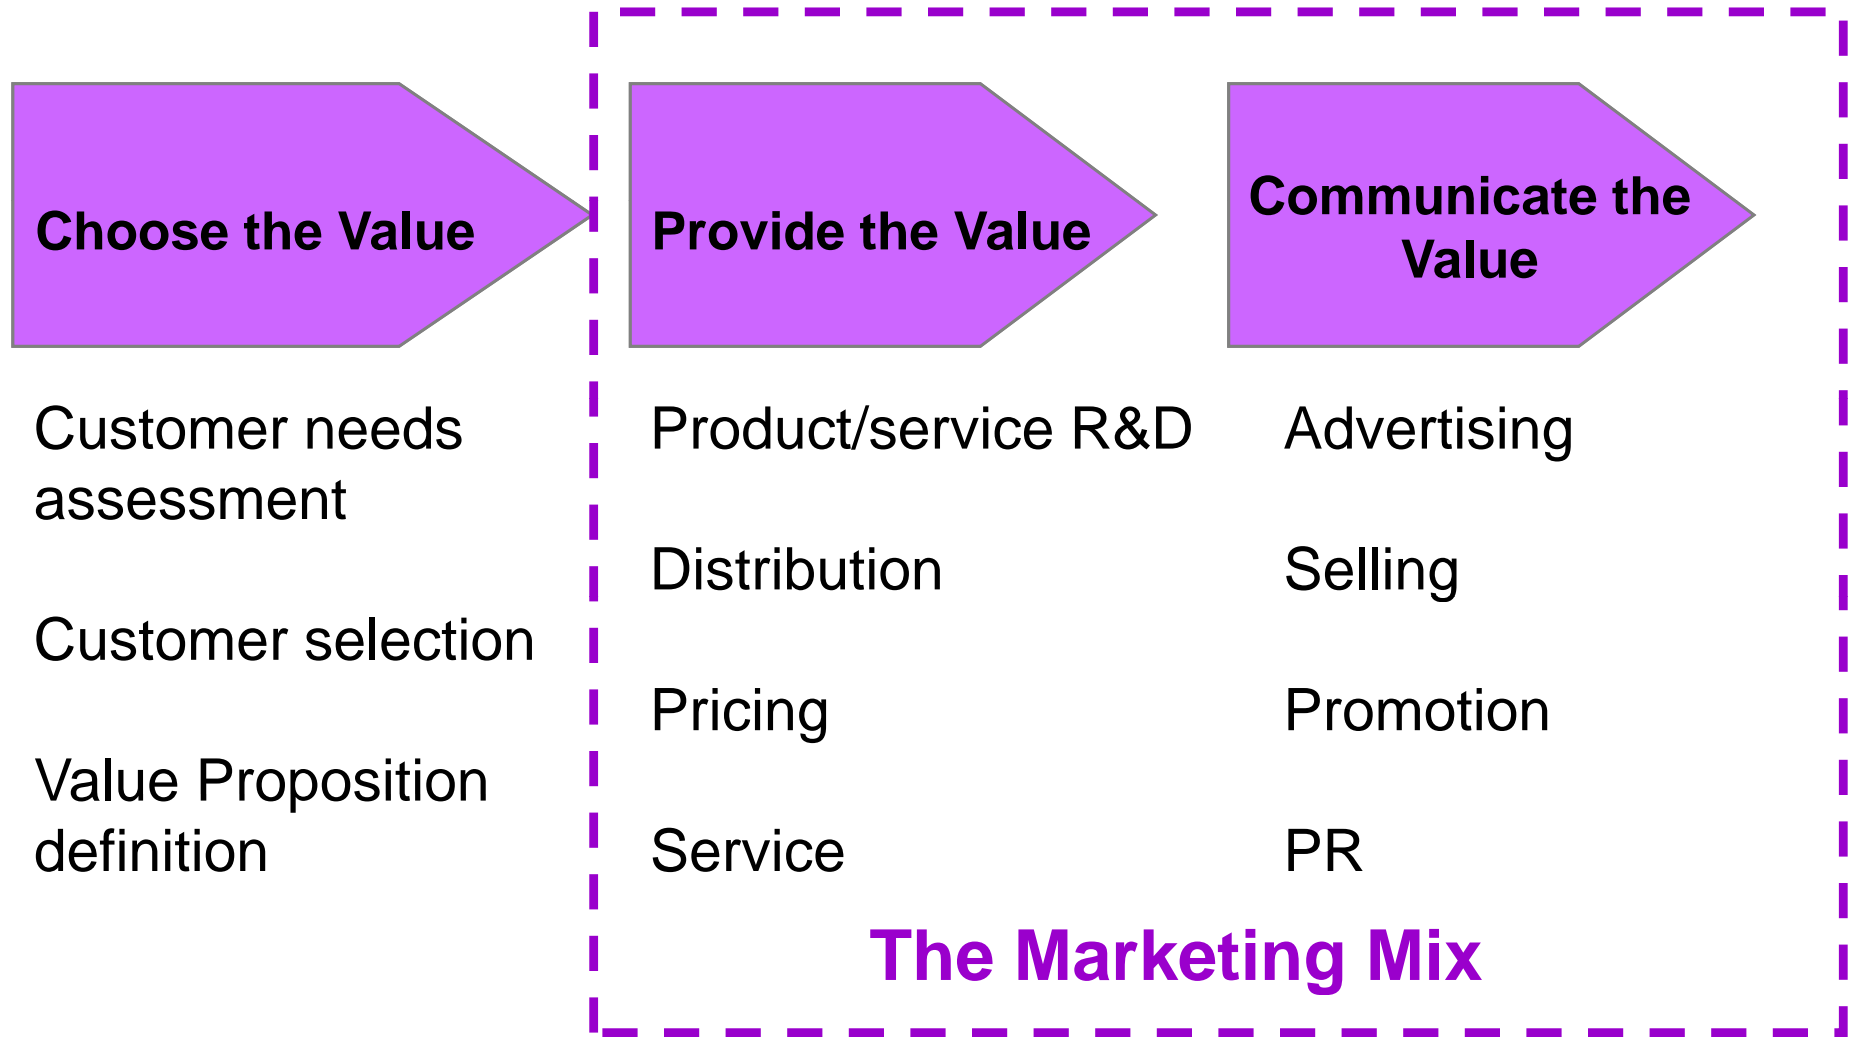 Choose the Value
Provide the Value
Communicate the
Value
Customer needs
assessment
Customer selection
Value Proposition
definition
Product/service R&D
Distribution
Pricing
Service
Advertising
Selling
Promotion
PR
The Marketing Mix